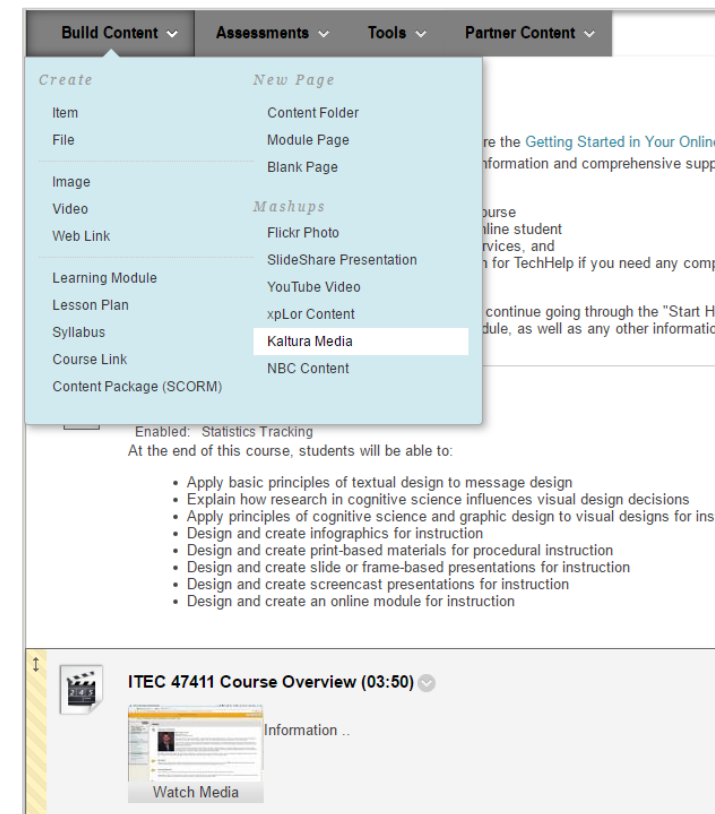 Build Content
Assessments
Tools
Partner Content
Create
Item
File
Image
Video
Web Link
Learning Module
Lesson Plan
Syllabus
Course Link
Content Package (SCORM)
New Page
Content Folder
Module Page
Blank Page
Mashups
Flickr Photo
SlideShare Presentation
YouTube Video
xpLor Content
Kaltura Media
NBC Content
re the Getting Started in Your Online
nformation and comprehensive supp
ourse
nline student
rvices, and
n for TechHelp if you need any comp
continue going through the "Start H
dule, as well as any other informatio
Enabled: Statistics Tracking
At the end of this course, students will be able to:
• Apply basic principles of textual design to message design
• Explain how research in cognitive science influences visual design decisions
• Apply principles of cognitive science and graphic design to visual designs for ins
• Design and create infographics for instruction
• Design and create print-based materials for procedural instruction
• Design and create slide or frame-based presentations for instruction
• Design and create screencast presentations for instruction
• Design and create an online module for instruction
ITEC 47411 Course Overview (03:50)
Information ..
Watch Media